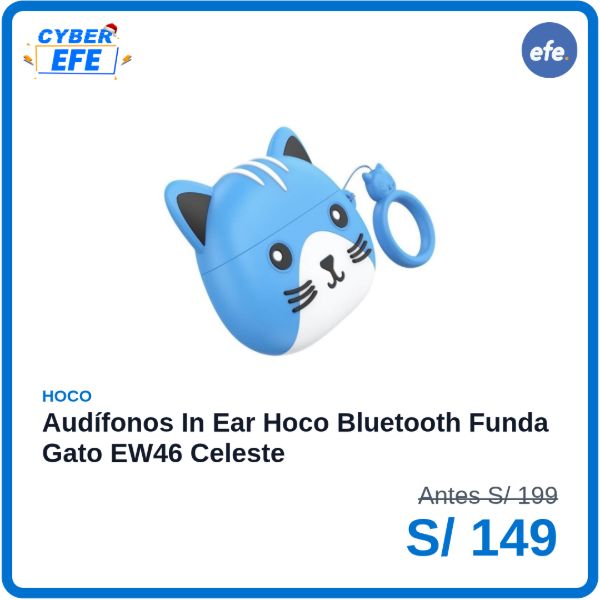 CYBER
EFE
efe.
HOCO
Audífonos In Ear Hoco Bluetooth Funda
Gato EW46 Celeste
Antes S/ 199
S/ 149